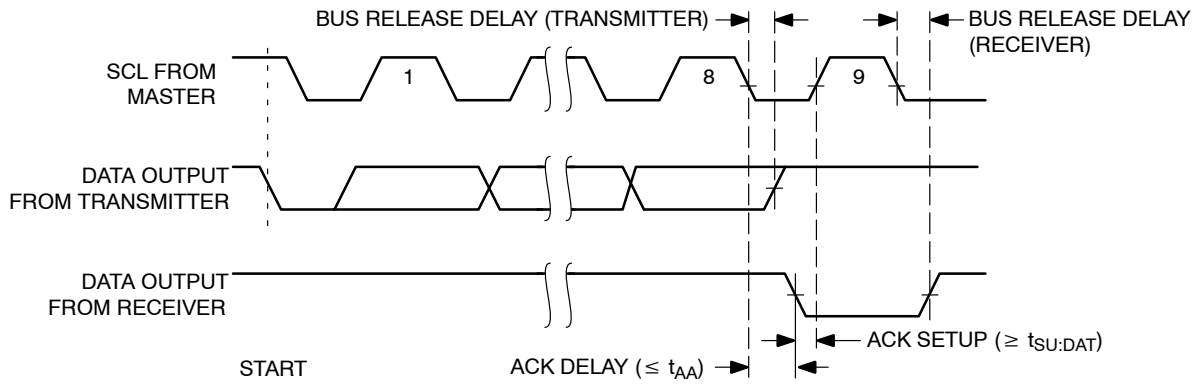 BUS RELEASE DELAY (TRANSMITTER)
BUS RELEASE DELAY
(RECEIVER)
SCL FROM
MASTER
1
8
9
DATA OUTPUT
FROM TRANSMITTER
DATA OUTPUT
FROM RECEIVER
ACK SETUP (≥ tSU:DAT)
START
ACK DELAY (≤ tAA)